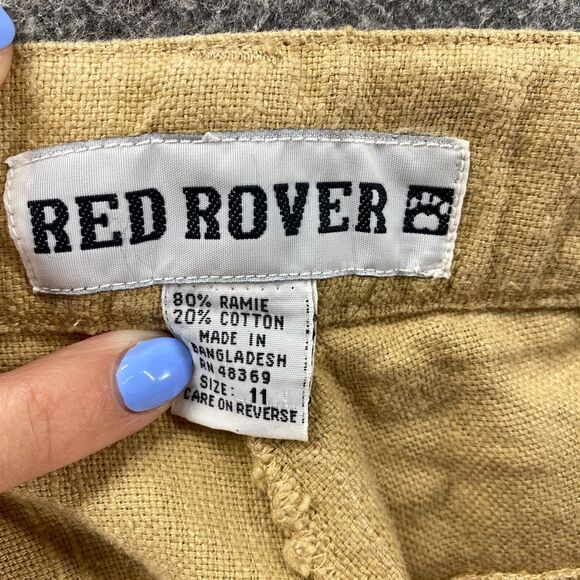 RED ROVER
80% RAMIE
20% COTTON
MADE IN
BANGLADESH
RN 48369
SIZE: 11
CARE ON REVERSE